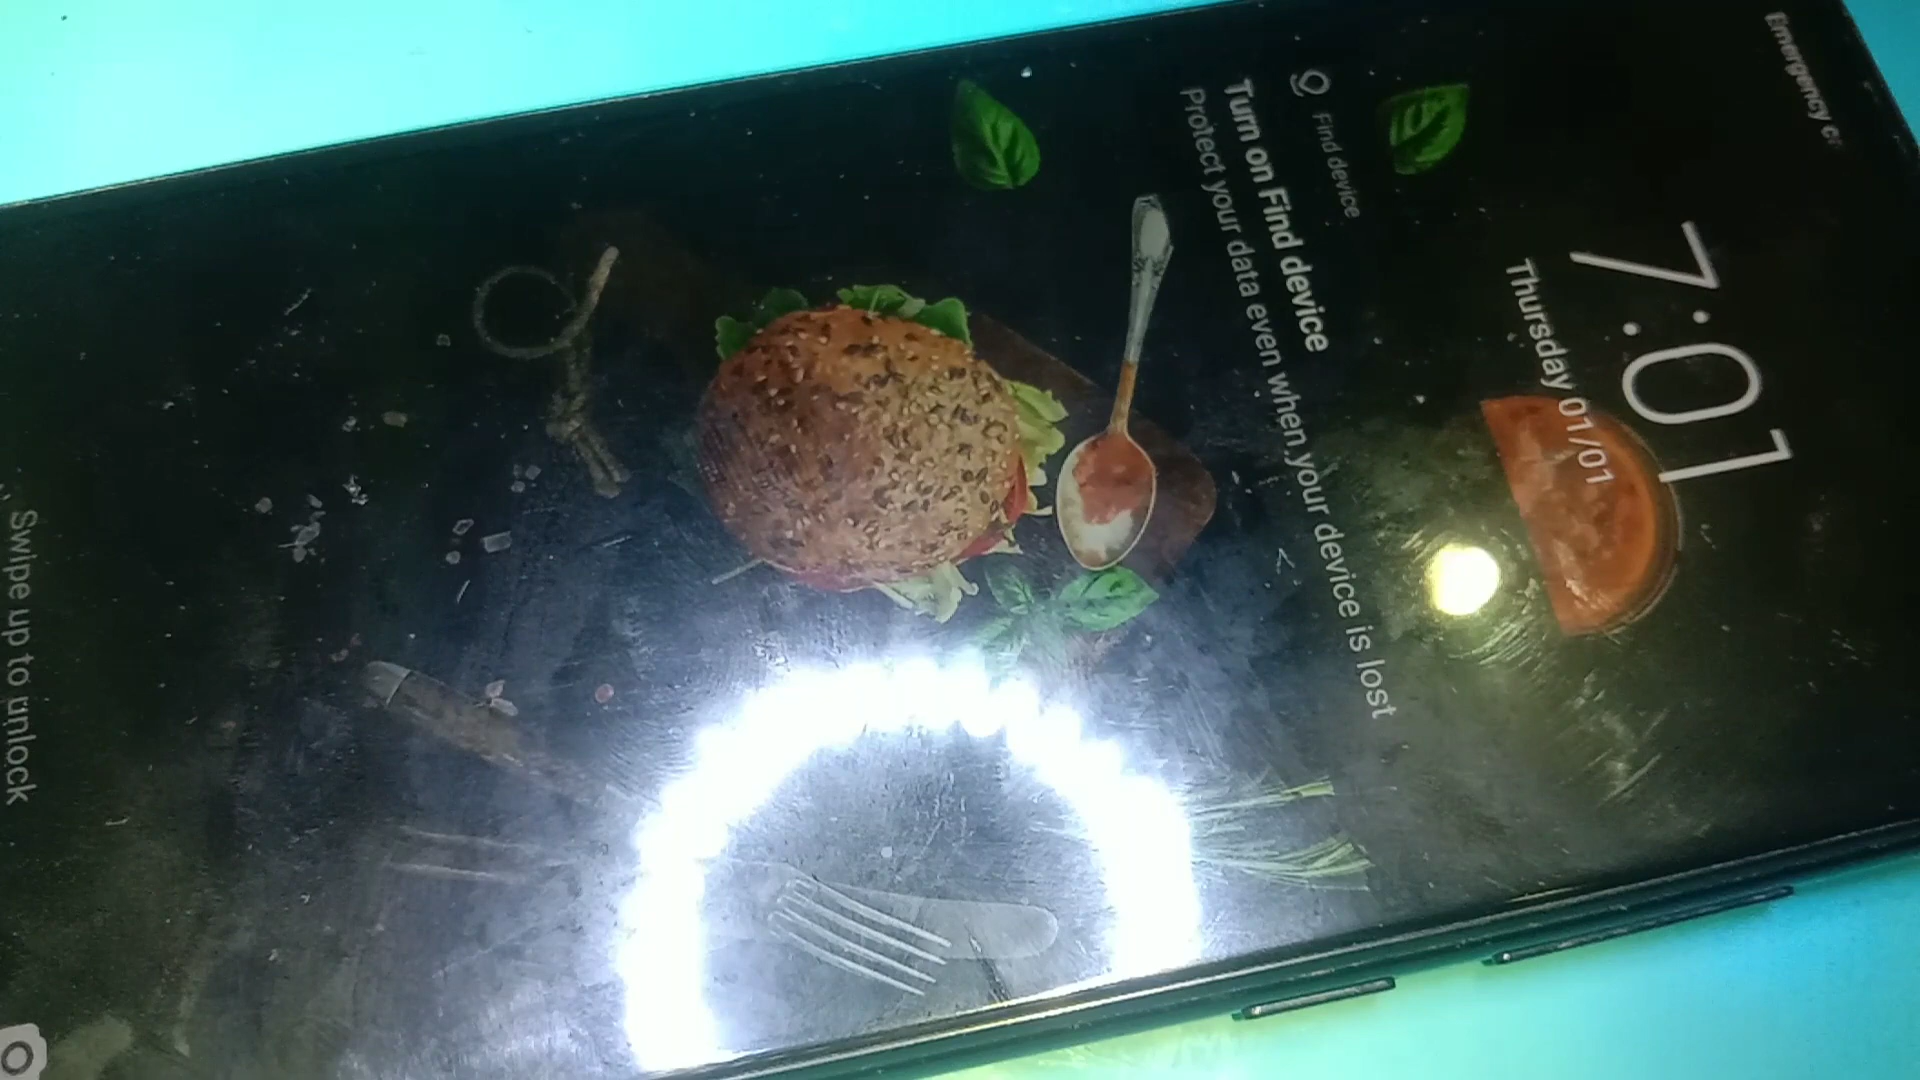 7:01
Thursday 01/01
Find device
Turn on Find device
Protect your data even when your device is lost
Swipe up to unlock
Emergency